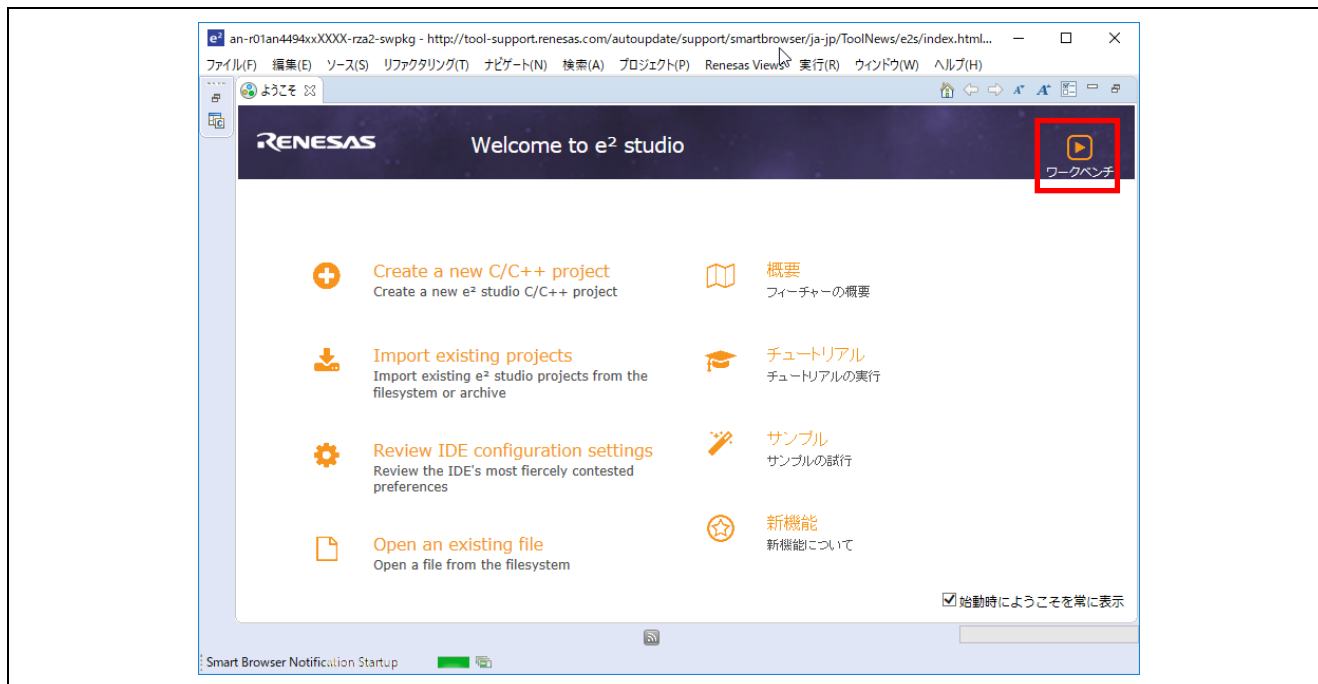 e² an-r01an4494xxXXXX-rza2-swpkg - http://tool-support.renesas.com/autoupdate/support/smartbrowser/ja-jp/ToolNews/e2s/index.html...
ファイル(F) 編集(E) ソース(S) リファクタリング(T) ナビゲート(N) 検索(A) プロジェクト(P) Renesas Views 実行(R) ウィンドウ(W) ヘルプ(H)
ようこそ
RENESAS Welcome to e² studio
ワークベンチ
Create a new C/C++ project
Create a new e² studio C/C++ project
Import existing projects
Import existing e² studio projects from the
filesystem or archive
Review IDE configuration settings
Review the IDE's most fiercely contested
preferences
Open an existing file
Open a file from the filesystem
概要
フィーチャーの概要
チュートリアル
チュートリアルの実行
サンプル
サンプルの試行
新機能
新機能について
始動時にようこそを常に表示
Smart Browser Notification Startup